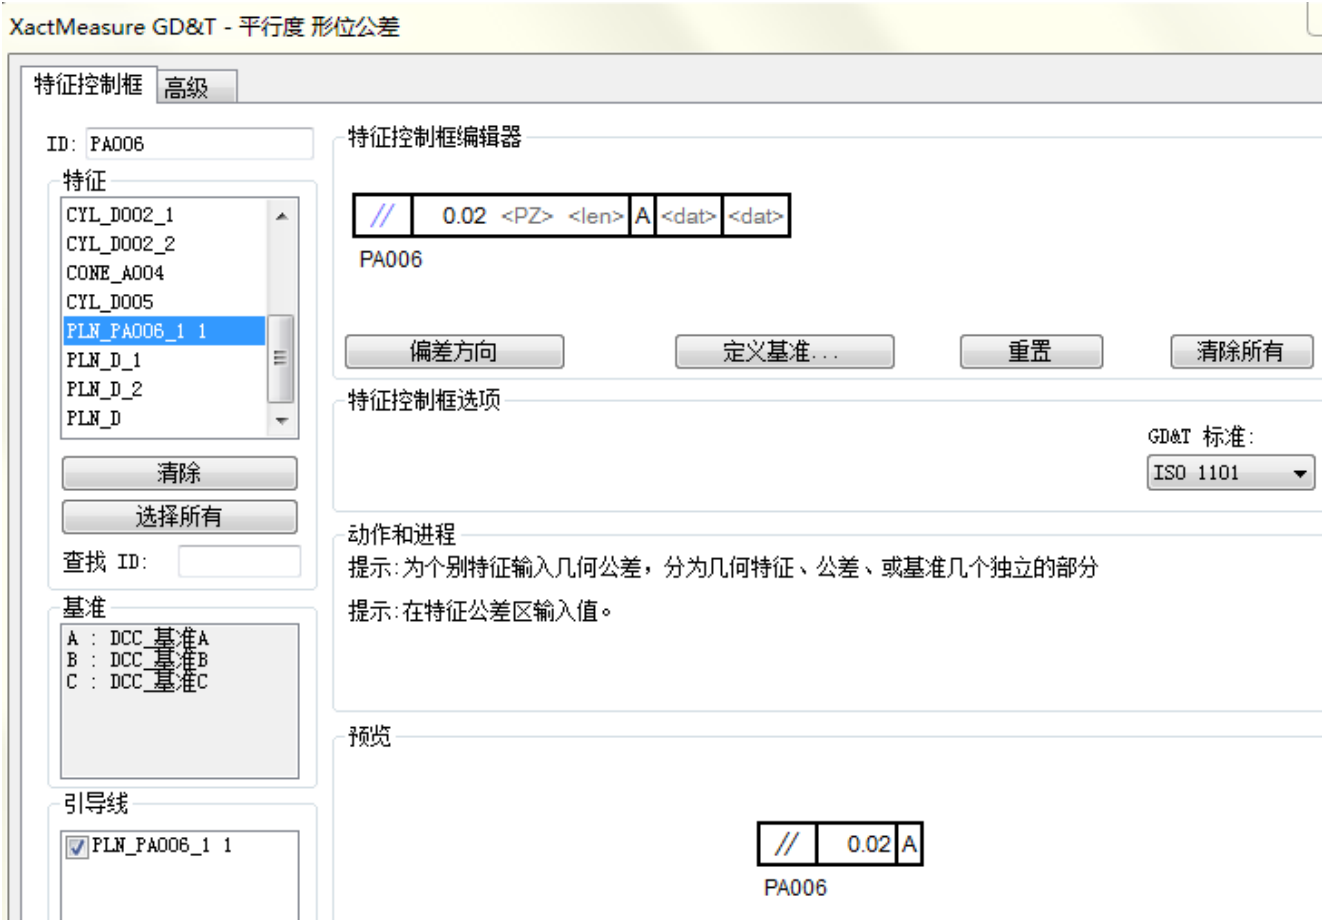 XactMeasure GD&T - 平行度 形位公差
特征控制框
高级
ID: PA006
特征
CYL_D002_1
CYL_D002_2
CONE_A004
CYL_D005
PLN_PA006_1 1
PLN_D_1
PLN_D_2
PLN_D
清除
选择所有
查找 ID:
基准
A : DCC_基准A
B : DCC_基准B
C : DCC_基准C
引导线
PLN_PA006_1 1
特征控制框编辑器
// 0.02 <PZ> <len> A <dat> <dat>
PA006
偏差方向
定义基准...
重置
清除所有
特征控制框选项
GD&T 标准:
ISO 1101
动作和进程
提示:为个别特征输入几何公差，分为几何特征、公差、或基准几个独立的部分
提示:在特征公差区输入值。
预览
// 0.02 A
PA006